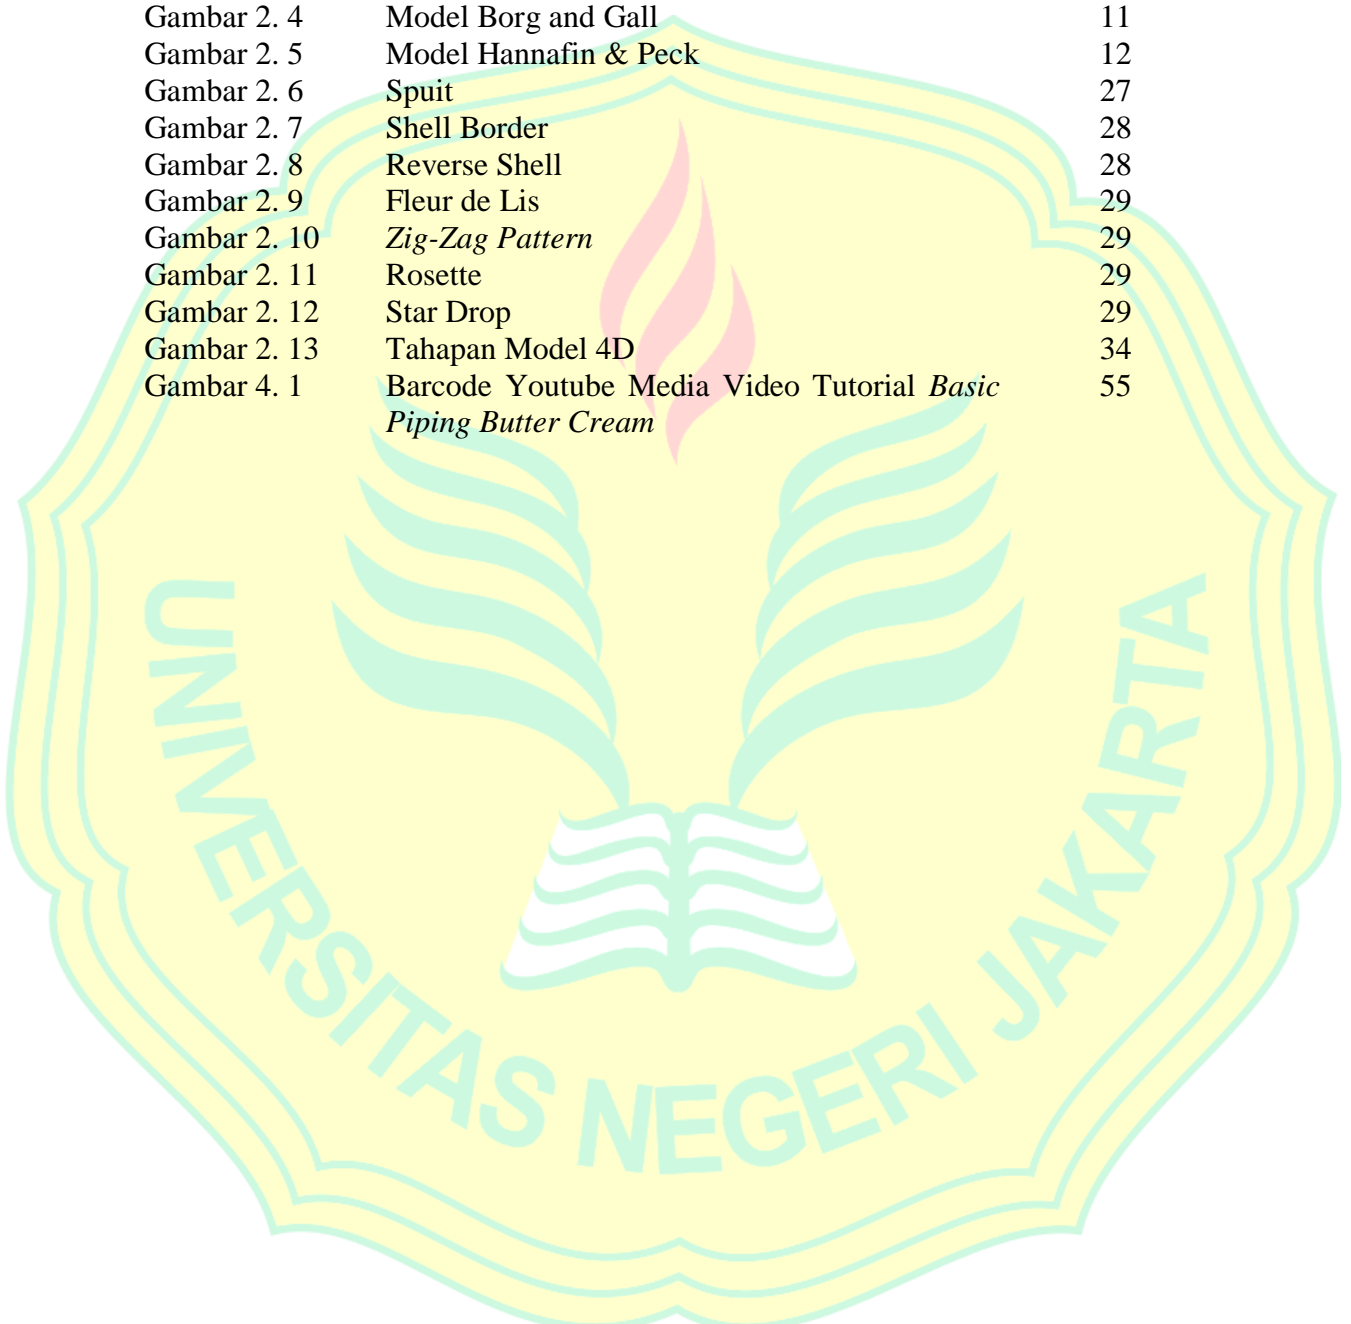 Gambar 2. 4 Model Borg and Gall 11
Gambar 2. 5 Model Hannafin & Peck 12
Gambar 2. 6 Spuit 27
Gambar 2. 7 Shell Border 28
Gambar 2. 8 Reverse Shell 28
Gambar 2. 9 Fleur de Lis 29
Gambar 2. 10 Zig-Zag Pattern 29
Gambar 2. 11 Rosette 29
Gambar 2. 12 Star Drop 29
Gambar 2. 13 Tahapan Model 4D 34
Gambar 4. 1 Barcode Youtube Media Video Tutorial Basic 55
Piping Butter Cream
UNIVERSITAS NEGERI JAKARTA